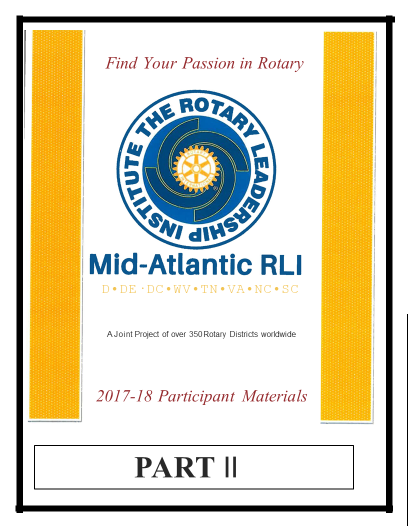 Find Your Passion in Rotary
THE ROTARY LEADERSHIP INSTITUTE
Mid-Atlantic RLI
D•DE·DC•WV•TN•VA•NC•SC
A Joint Project of over 350 Rotary Districts worldwide
2017-18 Participant Materials
PART II